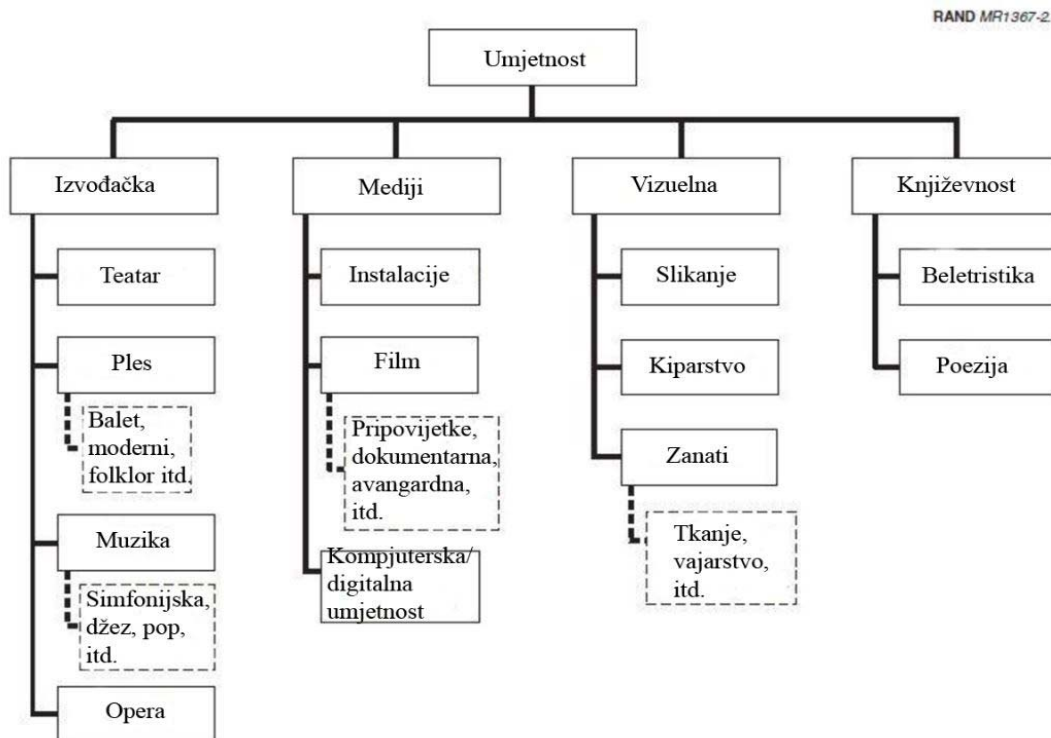 RAND MR1367-2.
Umjetnost
Izvođačka
Mediji
Vizuelna
Književnost
Teatar
Instalacije
Slikanje
Beletristika
Ples
Film
Kiparstvo
Poezija
Balet,
moderni,
folklor itd.
Pripovijetke,
dokumentarna,
avangardna,
itd.
Zanati
Muzika
Tkanje,
vajarstvo,
itd.
Kompjuterska/
digitalna
umjetnost
Simfonijska,
džez, pop,
itd.
Opera